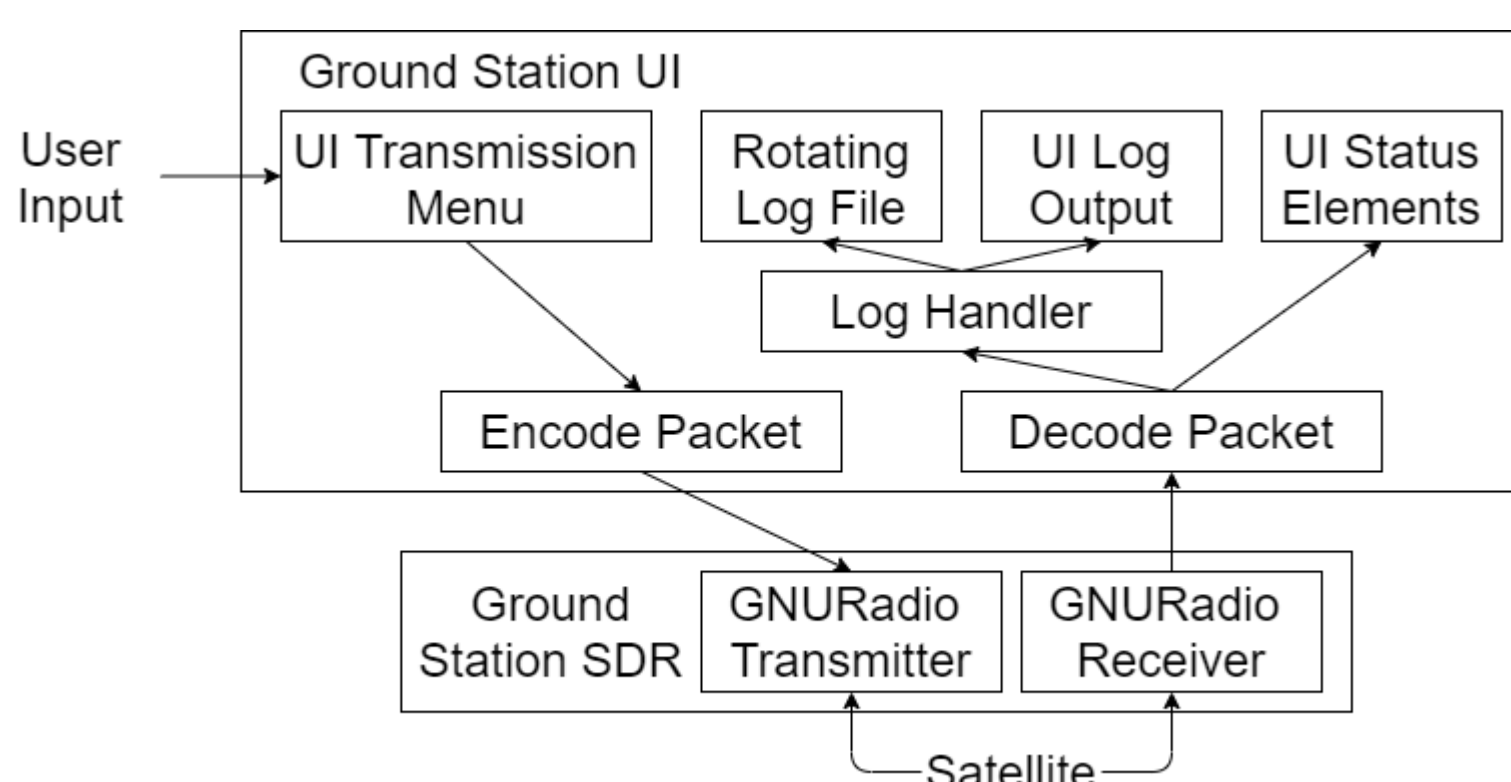 Ground Station UI
User
Input
UI Transmission
Menu
Rotating
Log File
UI Log
Output
UI Status
Elements
Log Handler
Encode Packet
Decode Packet
Ground
Station SDR
GNURadio
Transmitter
GNURadio
Receiver
Satellite